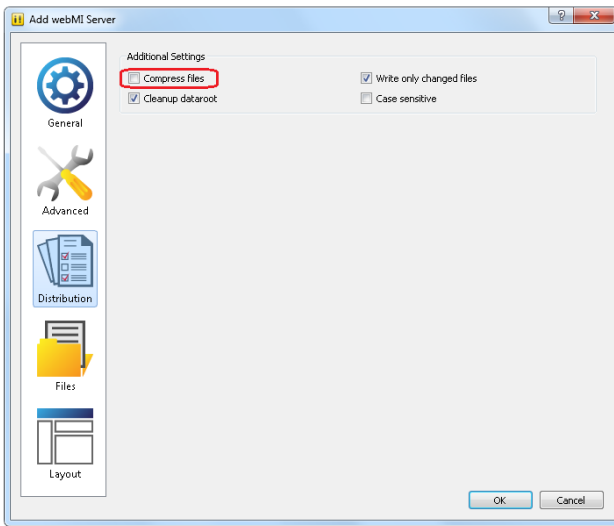 Add webMI Server
Additional Settings
Compress files
Write only changed files
Cleanup dataroot
Case sensitive
General
Advanced
Distribution
Files
Layout
OK
Cancel